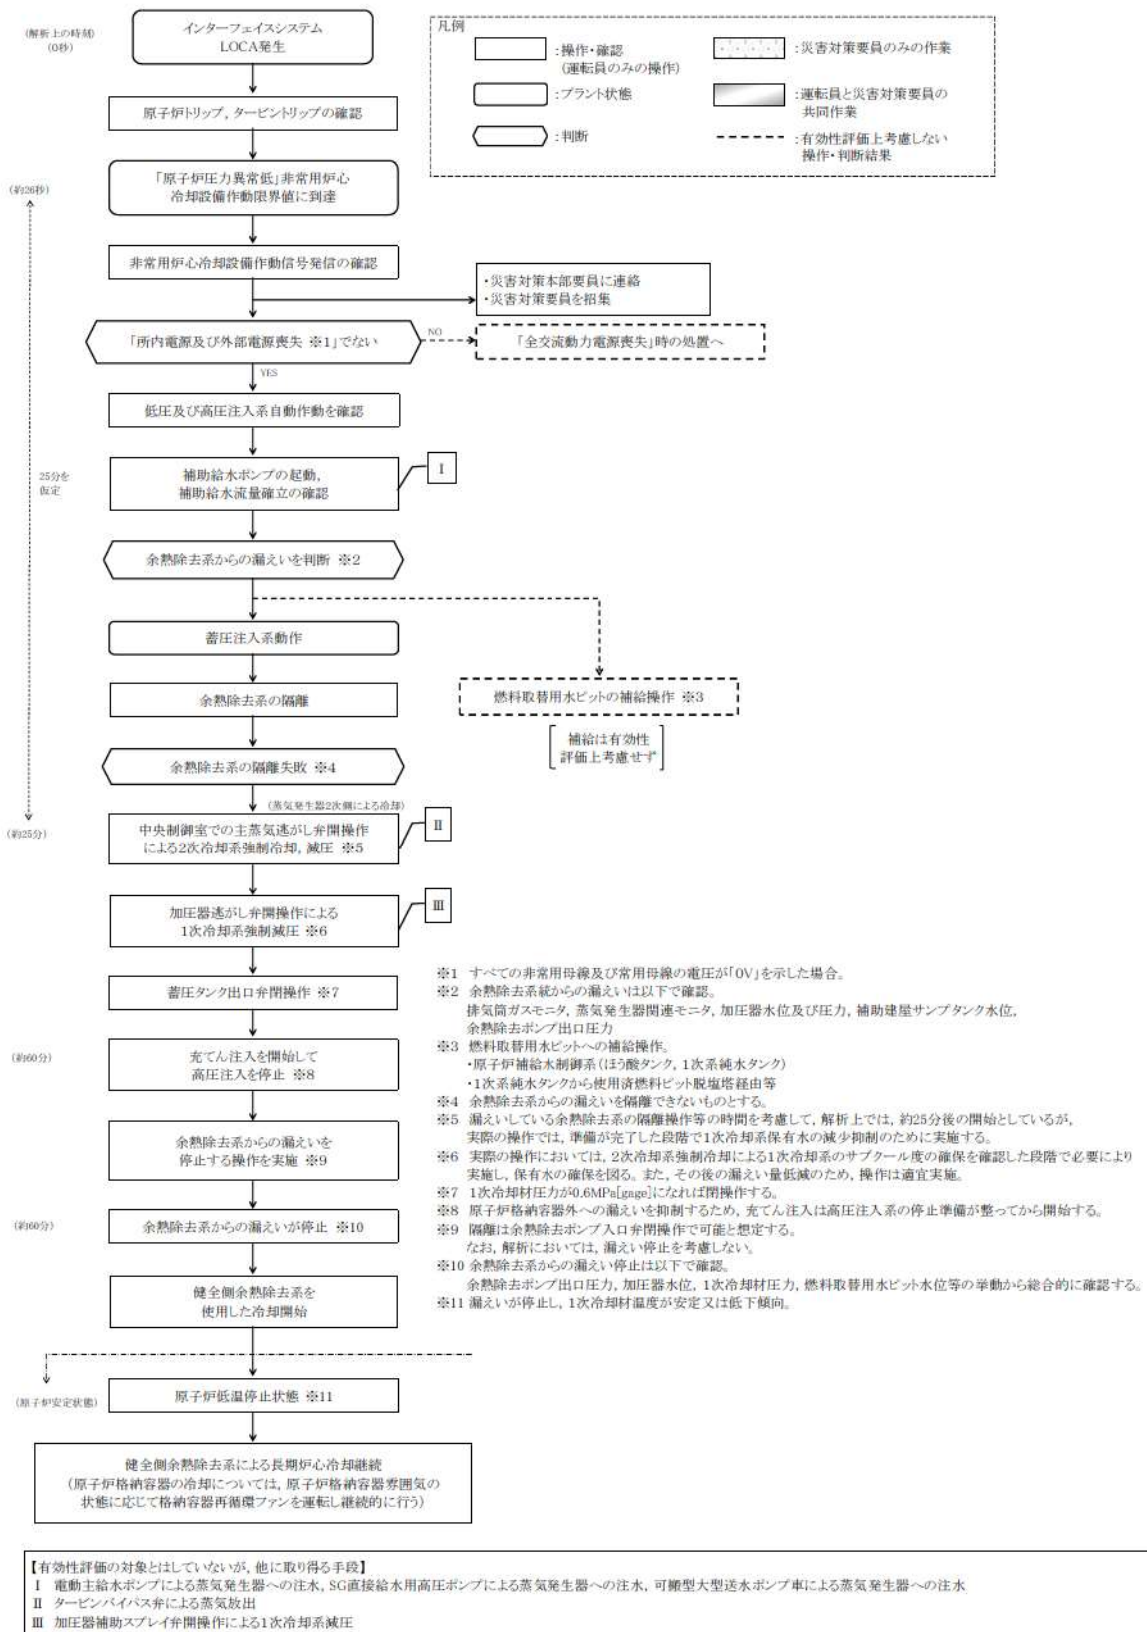 (解析上の時刻)
(0秒)
インターフェイスシステム
LOCA発生
原子炉トリップ, タービントリップの確認
(約26秒)
「原子炉圧力異常低」非常用炉心
冷却設備作動限界値に到達
非常用炉心冷却設備作動信号発信の確認
・災害対策本部要員に連絡
・災害対策要員を招集
「所内電源及び外部電源喪失 ※1」でない
NO
「全交流動力電源喪失」時の処置へ
YES
低圧及び高圧注入系自動作動を確認
25分を
仮定
補助給水ポンプの起動,
補助給水流量確立の確認
Ⅰ
余熱除去系からの漏えいを判断 ※2
蓄圧注入系動作
余熱除去系の隔離
燃料取替用水ピットの補給操作 ※3
補給は有効性
評価上考慮せず
余熱除去系の隔離失敗 ※4
(蒸気発生器2次側による冷却)
(約25分)
中央制御室での主蒸気逃がし弁開操作
による2次冷却系強制冷却, 減圧 ※5
Ⅱ
加圧器逃がし弁開操作による
1次冷却系強制減圧 ※6
Ⅲ
蓄圧タンク出口弁閉操作 ※7
(約60分)
充てん注入を開始して
高圧注入を停止 ※8
余熱除去系からの漏えいを
停止する操作を実施 ※9
(約60分)
余熱除去系からの漏えいが停止 ※10
健全側余熱除去系を
使用した冷却開始
(原子炉安定状態)
原子炉低温停止状態 ※11
健全側余熱除去系による長期炉心冷却継続
(原子炉格納容器の冷却については, 原子炉格納容器雰囲気の
状態に応じて格納容器再循環ファンを運転し継続的に行う)
凡例
:操作・確認
(運転員のみの操作)
:プラント状態
:判断
:災害対策要員のみの作業
:運転員と災害対策要員の
共同作業
:有効性評価上考慮しない
操作・判断結果
※1 すべての非常用母線及び常用母線の電圧が「0V」を示した場合。
※2 余熱除去系統からの漏えいは以下で確認。
排気筒ガスモニタ, 蒸気発生器関連モニタ, 加圧器水位及び圧力, 補助建屋サンプタンク水位,
余熱除去ポンプ出口圧力
※3 燃料取替用水ピットへの補給操作。
・原子炉補給水制御系(ほう酸タンク, 1次系純水タンク)
・1次系純水タンクから使用済燃料ピット脱塩塔経由等
※4 余熱除去系からの漏えいを隔離できないものとする。
※5 漏えいしている余熱除去系の隔離操作等の時間を考慮して, 解析上では, 約25分後の開始としているが,
実際の操作では, 準備が完了した段階で1次冷却系保有水の減少抑制のために実施する。
※6 実際の操作においては, 2次冷却系強制冷却による1次冷却系のサブクール度の確保を確認した段階で必要により
実施し, 保有水の確保を図る。また, その後の漏えい量低減のため, 操作は適宜実施。
※7 1次冷却材圧力が0.6MPa[gage]になれば閉操作する。
※8 原子炉格納容器外への漏えいを抑制するため, 充てん注入は高圧注入系の停止準備が整ってから開始する。
※9 隔離は余熱除去ポンプ入口弁閉操作で可能と想定する。
なお, 解析においては, 漏えい停止を考慮しない。
※10 余熱除去系からの漏えい停止は以下で確認。
余熱除去ポンプ出口圧力, 加圧器水位, 1次冷却材圧力, 燃料取替用水ピット水位等の挙動から総合的に確認する。
※11 漏えいが停止し, 1次冷却材温度が安定又は低下傾向。
【有効性評価の対象とはしていないが, 他に取り得る手段】
Ⅰ 電動主給水ポンプによる蒸気発生器への注水, SG直接給水用高圧ポンプによる蒸気発生器への注水, 可搬型大型送水ポンプ車による蒸気発生器への注水
Ⅱ タービンバイパス弁による蒸気放出
Ⅲ 加圧器補助スプレイ弁開操作による1次冷却系減圧